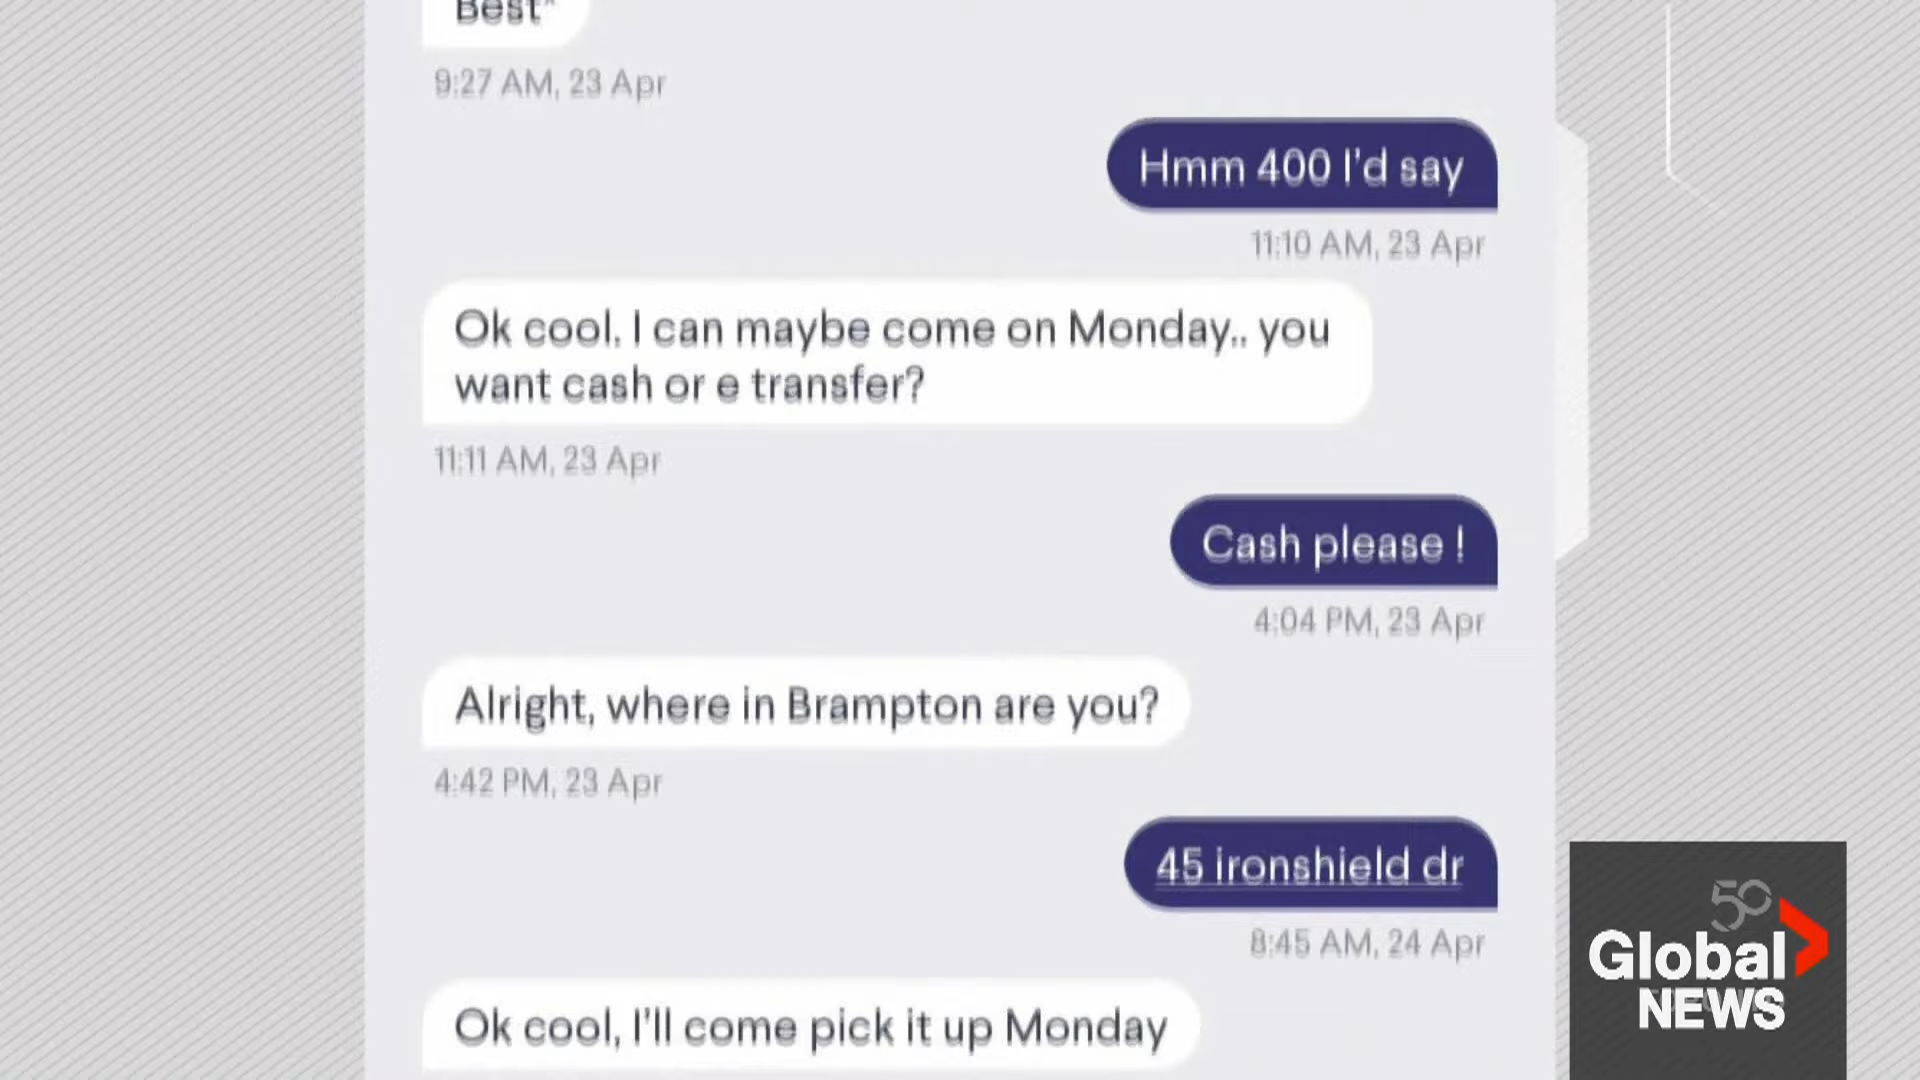 Best*
9:27 AM, 23 Apr
Hmm 400 I'd say
11:10 AM, 23 Apr
Ok cool. I can maybe come on Monday.. you
want cash or e transfer?
11:11 AM, 23 Apr
Cash please !
4:04 PM, 23 Apr
Alright, where in Brampton are you?
4:42 PM, 23 Apr
45 ironshield dr
8:45 AM, 24 Apr
Ok cool, I'll come pick it up Monday
50
Global
NEWS